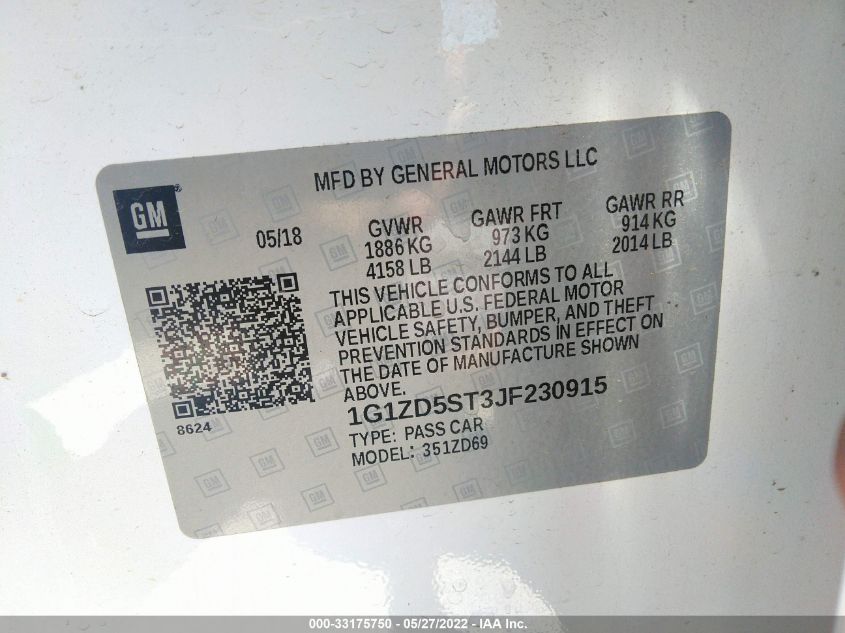 MFD BY GENERAL MOTORS LLC
GM
05/18
GVWR GAWR FRT GAWR RR
1886 KG 973 KG 914 KG
4158 LB 2144 LB 2014 LB
THIS VEHICLE CONFORMS TO ALL
APPLICABLE U.S. FEDERAL MOTOR
VEHICLE SAFETY, BUMPER, AND THEFT
PREVENTION STANDARDS IN EFFECT ON
THE DATE OF MANUFACTURE SHOWN
ABOVE.
8624
1G1ZD5ST3JF230915
TYPE: PASS CAR
MODEL: 351ZD69
000-33175750 - 05/27/2022 - IAA Inc.